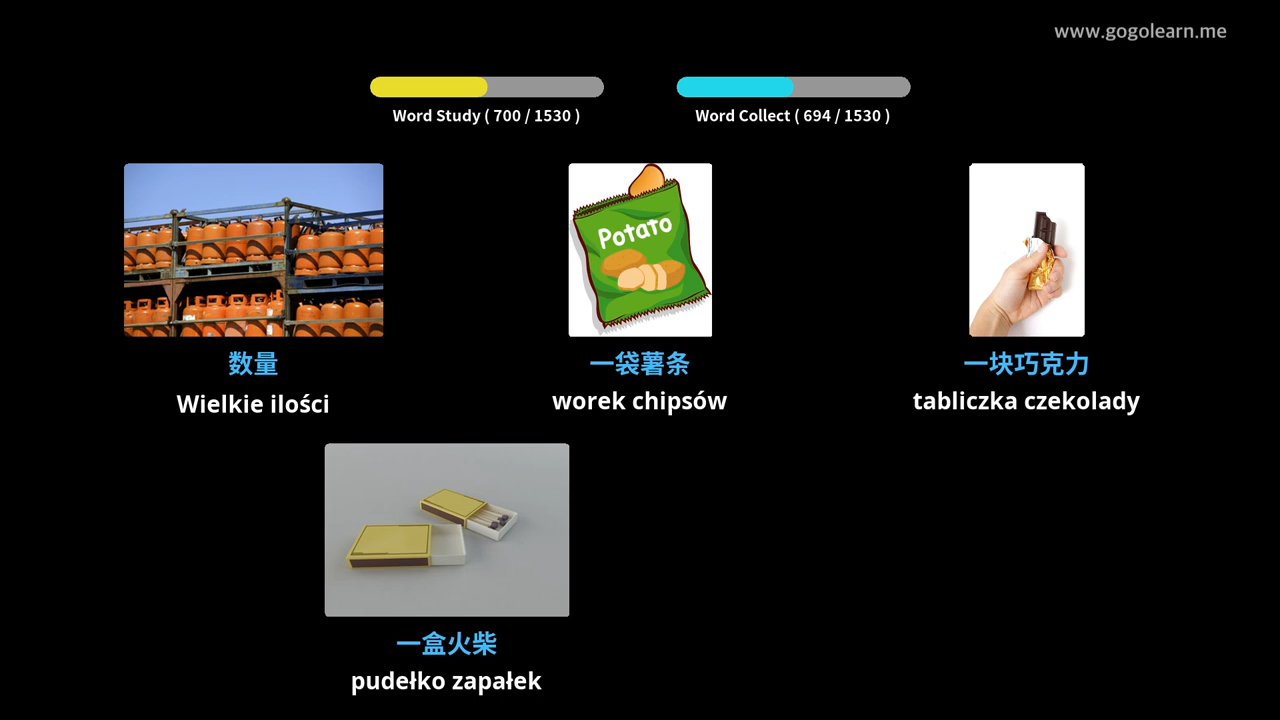 www.gogolearn.me
Word Study ( 700 / 1530 )
Word Collect ( 694 / 1530 )
Potato
数量
一袋薯条
一块巧克力
Wielkie ilości
worek chipsów
tabliczka czekolady
一盒火柴
pudełko zapałek